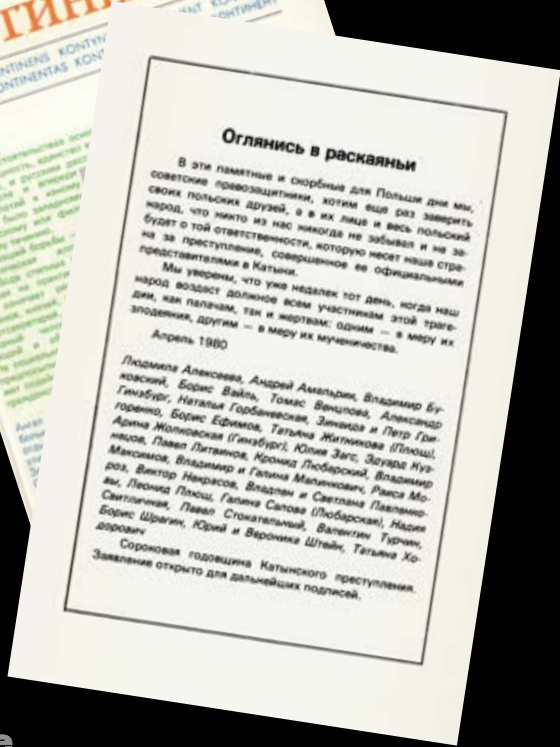 ТИНЕ
NTINENS KONTYN
ONTINENTAS KON
Оглянись в раскаяньи
В эти памятные и скорбные для Польши дни мы,
советские правозащитники, хотим еще раз заверить
своих польских друзей, а в их лице и весь польский
народ, что никто из нас никогда не забывал и не за-
будет о той ответственности, которую несет наша стра-
на за преступление, совершенное ее официальными
представителями в Катыни.
Мы уверены, что уже недалек тот день, когда наш
народ воздаст должное всем участникам этой траге-
дии, как палачам, так и жертвам: одним — в меру их
злодеяния, другим — в меру их мученичества.
Апрель 1980
Людмила Алексеева, Андрей Амальрик, Владимир Бу-
ковский, Борис Вайль, Томас Венцлова, Александр
Гинзбург, Наталья Горбаневская, Зинаида и Петр Гри-
горенко, Борис Ефимов, Татьяна Житникова (Плющ),
Арина Жолковская (Гинзбург), Юлия Закс, Эдуард Куз-
нецов, Павел Литвинов, Кронид Любарский, Владимир
Максимов, Владимир и Галина Малинкович, Раиса Мо-
роз, Виктор Некрасов, Владлен и Светлана Павленко-
вы, Леонид Плющ, Галина Салова (Любарская), Надия
Свитличная, Павел Стокательный, Валентин Турчин,
Борис Шрагин, Юрий и Вероника Штейн, Татьяна Хо-
дорович
Сороковая годовщина Катынского преступления.
Заявление открыто для дальнейших подписей.